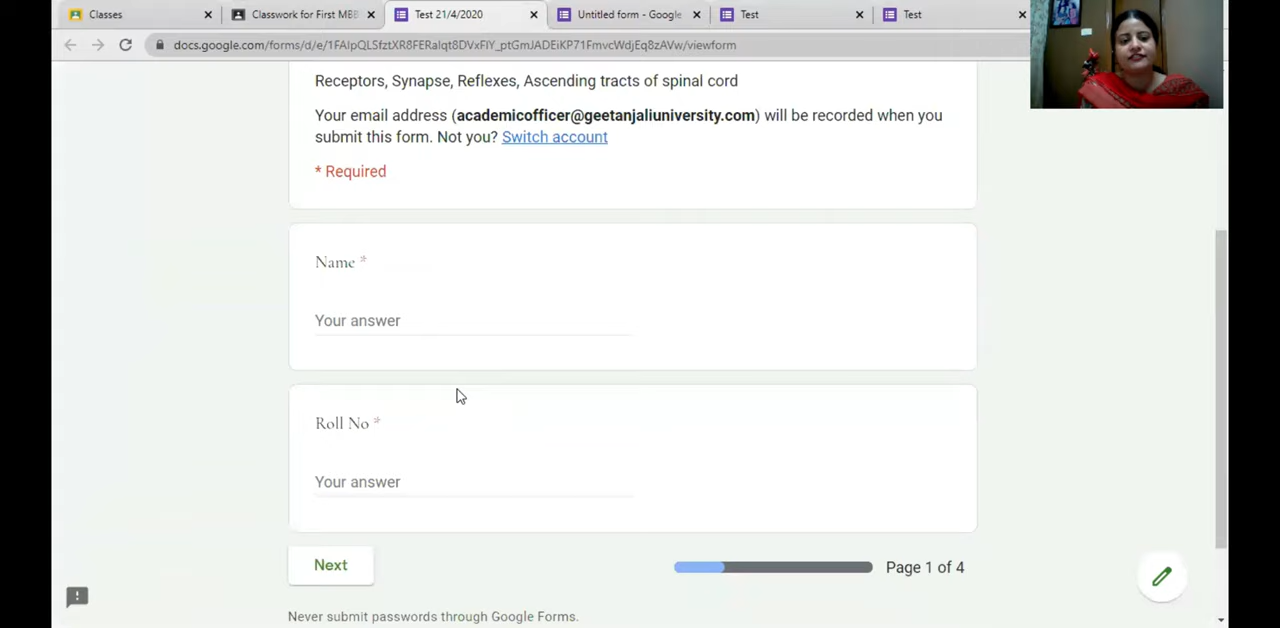 Classes
Classwork for First MBB
Test 21/4/2020
Untitled form - Google
Test
Test
docs.google.com/forms/d/e/1FAIpQLSfztXR8FERaIqt8DVxFIY_ptGmJADEiKP71FmvcWdjEq8zAVw/viewform
Receptors, Synapse, Reflexes, Ascending tracts of spinal cord
Your email address (academicofficer@geetanjaliuniversity.com) will be recorded when you
submit this form. Not you? Switch account
* Required
Name *
Your answer
Roll No *
Your answer
Next
Page 1 of 4
Never submit passwords through Google Forms.